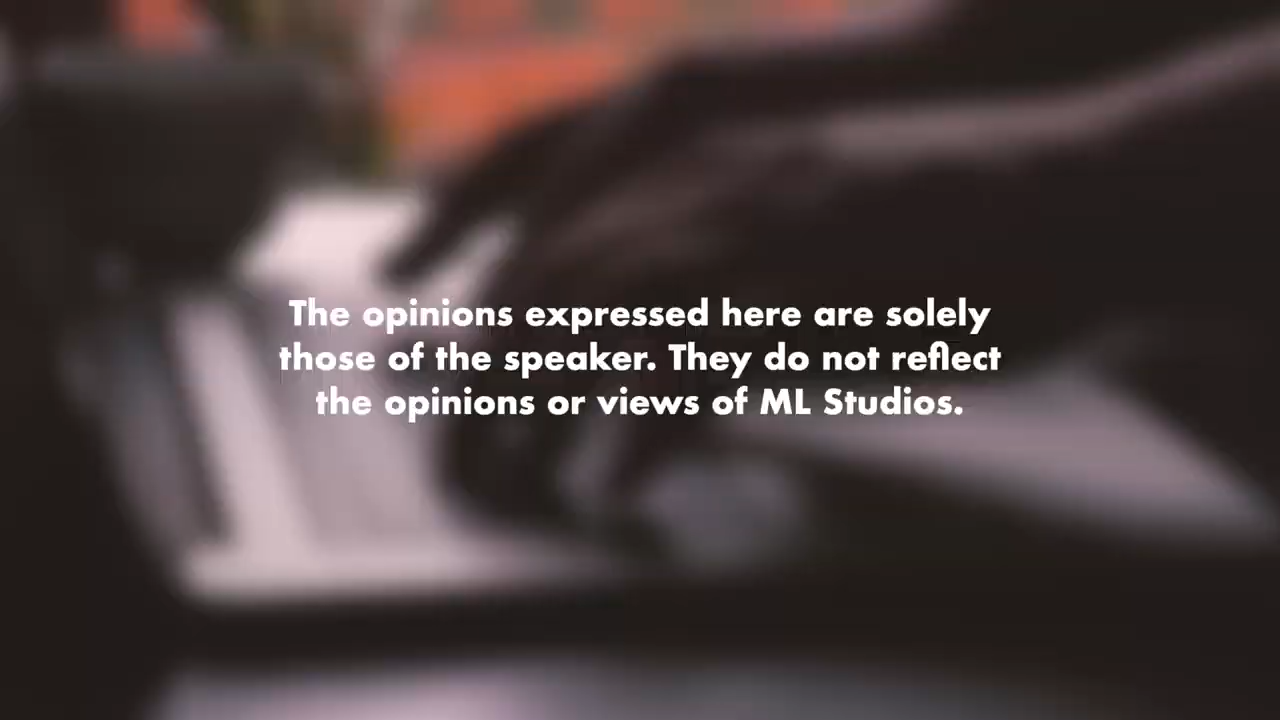 The opinions expressed here are solely
those of the speaker. They do not reflect
the opinions or views of ML Studios.